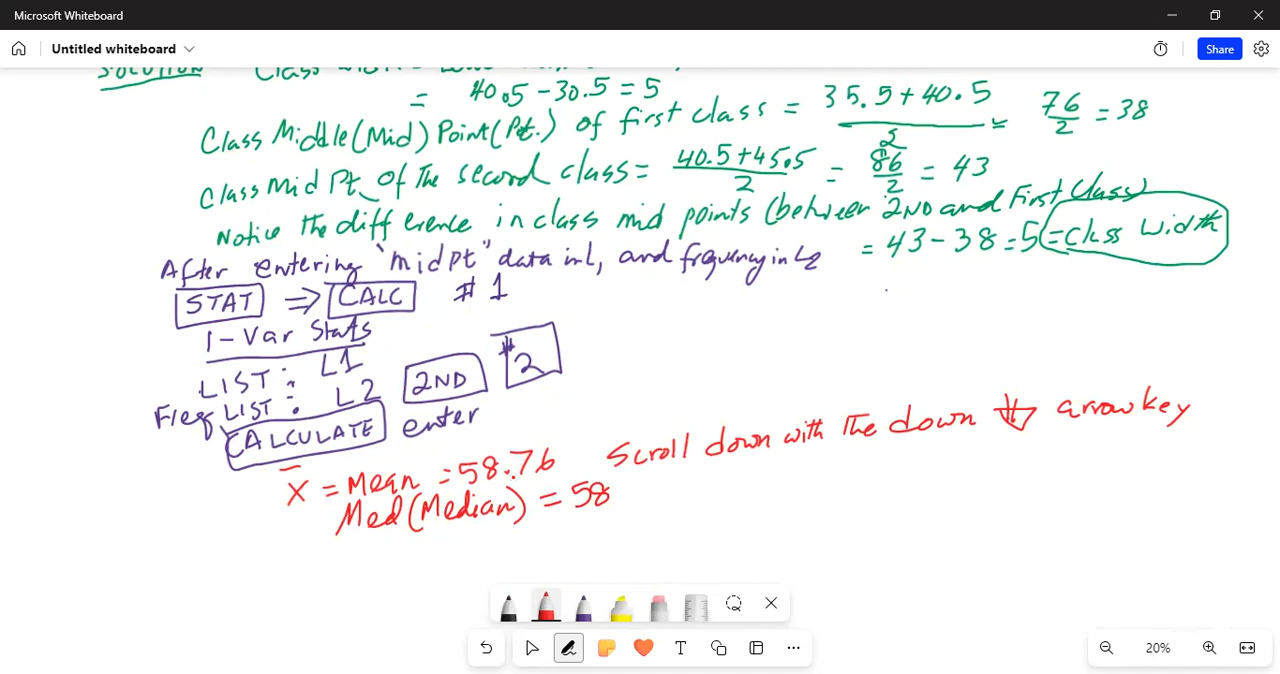 Microsoft Whiteboard
Untitled whiteboard
Share
SOLUTION Class
= 40.5 - 30.5 = 5
Class Middle (Mid) Point (Pt.) of first class = 35.5 + 40.5 / 2 = 76/2 = 38
Class Mid Pt. of The second class = 40.5 + 45.5 / 2 = 86/2 = 43
Notice the difference in class mid points (between 2ND and First Class)
= 43 - 38 = 5 = class width
After entering "midPt" data in L1 and frquency in L2
STAT ⇒ CALC #1
1-Var Stats
LIST: L1
Freq LIST: L2 2ND #2
CALCULATE enter
Scroll down with The down arrow key
x̄ = Mean = 58.76
Med (Median) = 58
20%